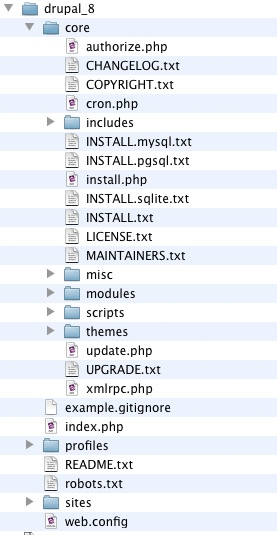 drupal_8
core
authorize.php
CHANGELOG.txt
COPYRIGHT.txt
cron.php
includes
INSTALL.mysql.txt
INSTALL.pgsql.txt
install.php
INSTALL.sqlite.txt
INSTALL.txt
LICENSE.txt
MAINTAINERS.txt
misc
modules
scripts
themes
update.php
UPGRADE.txt
xmlrpc.php
example.gitignore
index.php
profiles
README.txt
robots.txt
sites
web.config